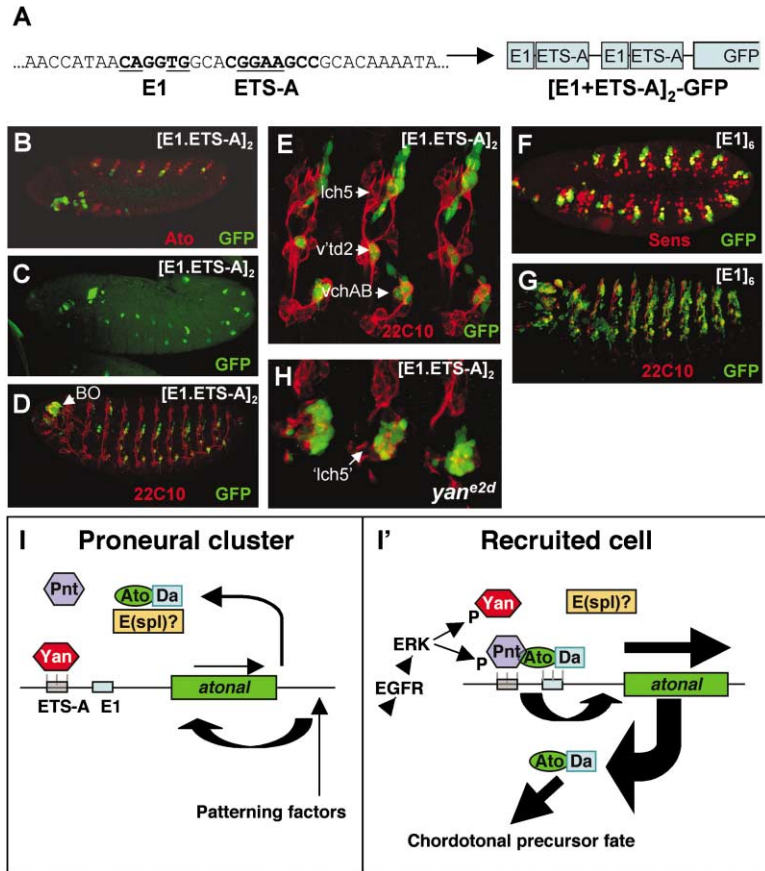 A
...AACCATAACAGGTGGCACGGAAGCCGCACAAAATA...
E1 ETS-A
E1 ETS-A E1 ETS-A GFP
[E1+ETS-A]2-GFP
B [E1.ETS-A]2
Ato GFP
C [E1.ETS-A]2
GFP
D BO [E1.ETS-A]2
22C10 GFP
E [E1.ETS-A]2
lch5
v'td2
vchAB
22C10 GFP
H [E1.ETS-A]2
'lch5'
yane2d
F [E1]6
Sens GFP
G [E1]6
22C10 GFP
I Proneural cluster
Pnt
Ato Da
E(spl)?
Yan
atonal
ETS-A E1
Patterning factors
I' Recruited cell
Yan
E(spl)?
P
ERK
P
Pnt Ato Da
EGFR
atonal
Ato Da
Chordotonal precursor fate